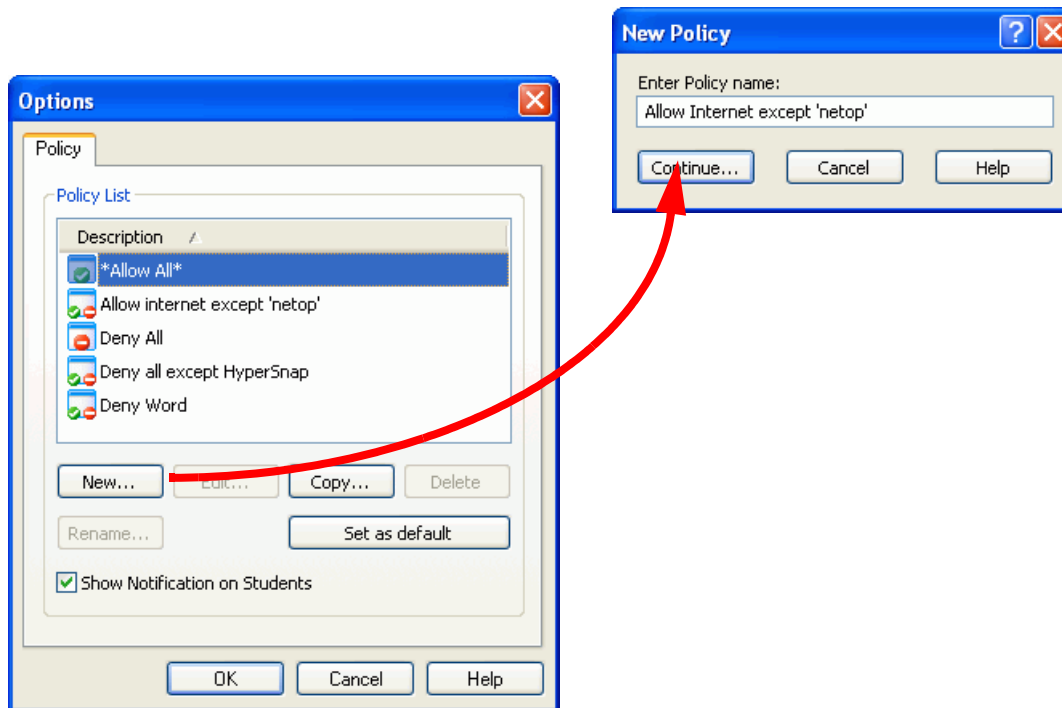 New Policy
Enter Policy name:
Allow Internet except 'netop'
Continue... Cancel Help
Options
Policy
Policy List
Description
*Allow All*
Allow internet except 'netop'
Deny All
Deny all except HyperSnap
Deny Word
New... Edit... Copy... Delete
Rename... Set as default
Show Notification on Students
OK Cancel Help